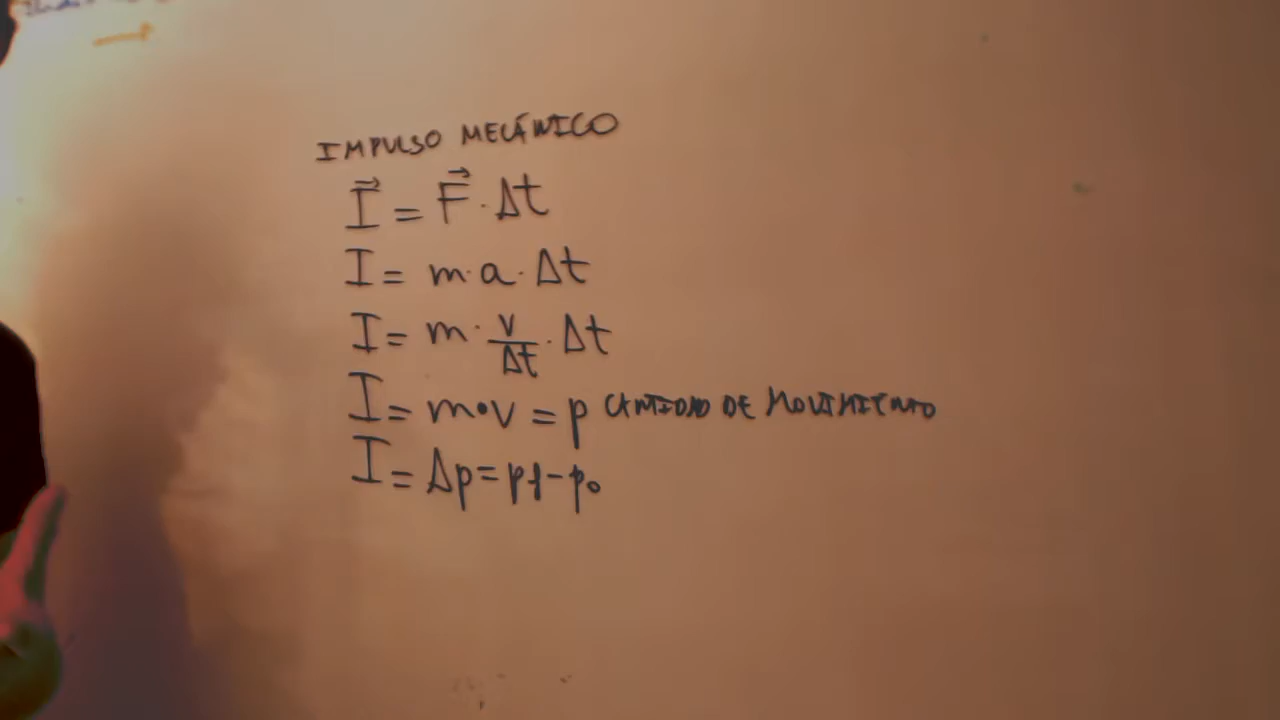 IMPULSO MECÁNICO
I⃗ = F⃗ · Δt
I = m · a · Δt
I = m · v/Δt · Δt
I = m · v = p CANTIDAD DE MOVIMIENTO
I = Δp = pf - p₀